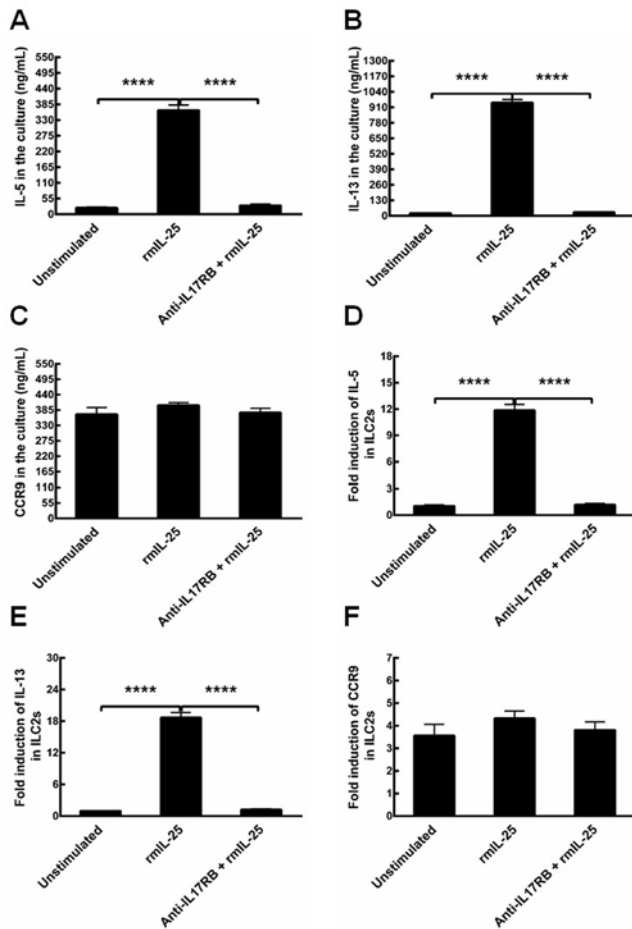 A
IL-5 in the culture (ng/mL)
550
495
440
385
330
275
220
165
110
55
0
****
****
Unstimulated
rmIL-25
Anti-IL17RB + rmIL-25
B
IL-13 in the culture (ng/mL)
1300
1170
1040
910
780
650
520
390
260
130
0
****
****
Unstimulated
rmIL-25
Anti-IL17RB + rmIL-25
C
CCR9 in the culture (ng/mL)
550
495
440
385
330
275
220
165
110
55
0
Unstimulated
rmIL-25
Anti-IL17RB + rmIL-25
D
Fold induction of IL-5
in ILC2s
18
15
12
9
6
3
0
****
****
Unstimulated
rmIL-25
Anti-IL17RB + rmIL-25
E
Fold induction of IL-13
in ILC2s
30
24
18
12
6
0
****
****
Unstimulated
rmIL-25
Anti-IL17RB + rmIL-25
F
Fold induction of CCR9
in ILC2s
7
6
5
4
3
2
1
0
Unstimulated
rmIL-25
Anti-IL17RB + rmIL-25